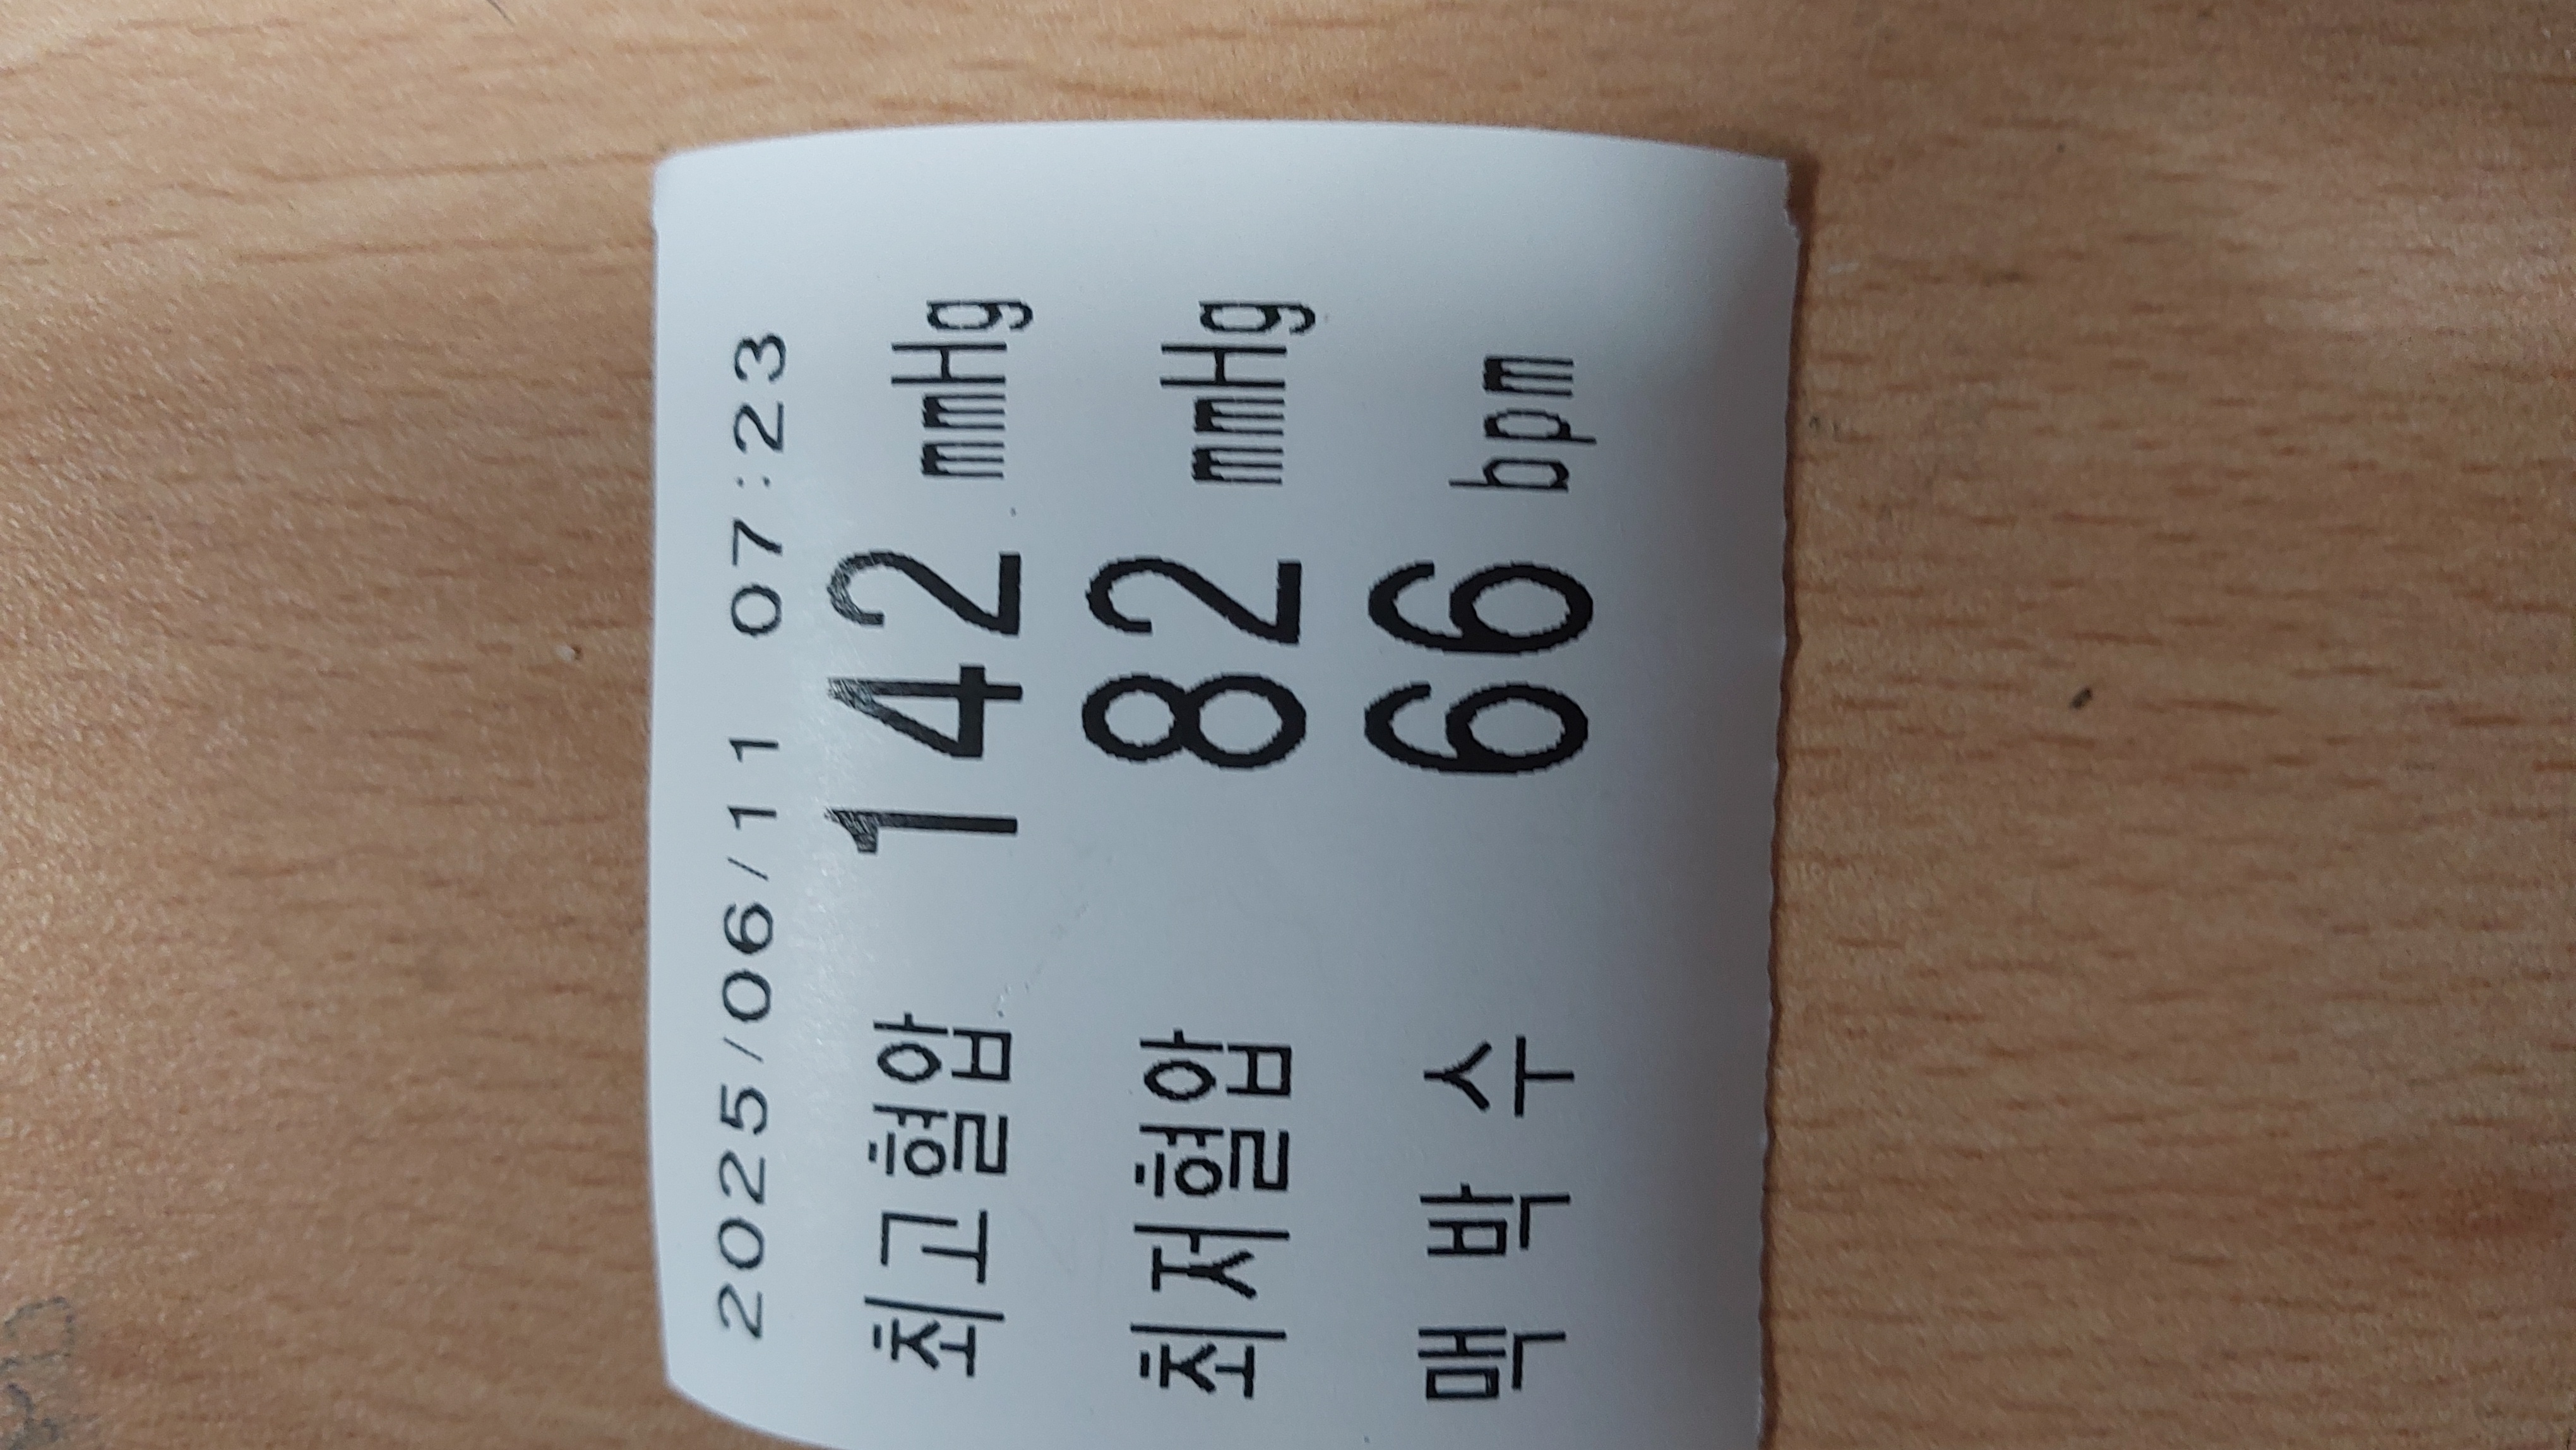 2025/06/11 07:23
최고혈압 142 mmHg
최저혈압 82 mmHg
맥 박 수 66 bpm